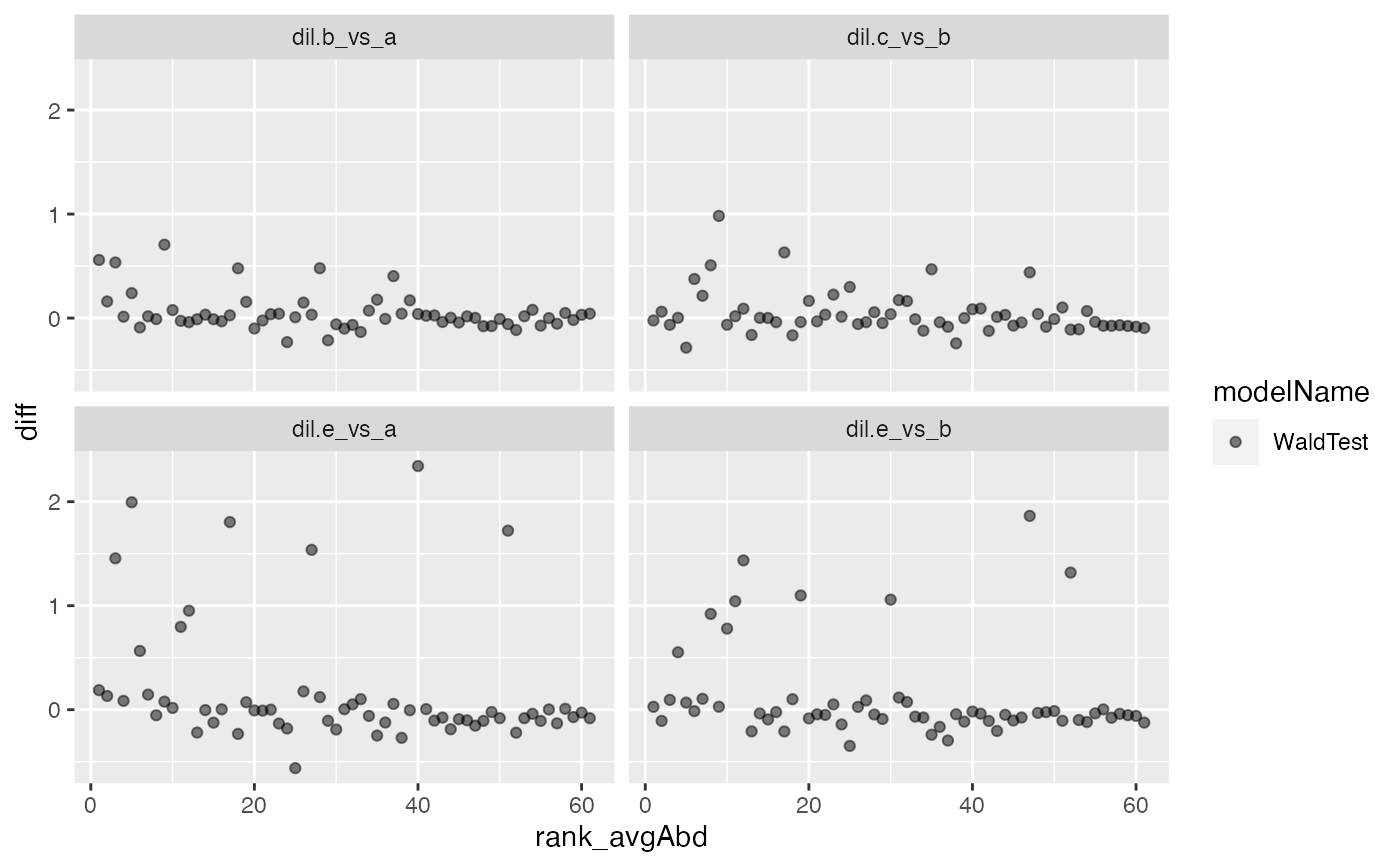 dil.b_vs_a dil.c_vs_b
2
1
0
dil.e_vs_a dil.e_vs_b
2
1
0
0 20 40 60 0 20 40 60
rank_avgAbd
diff
modelName
WaldTest